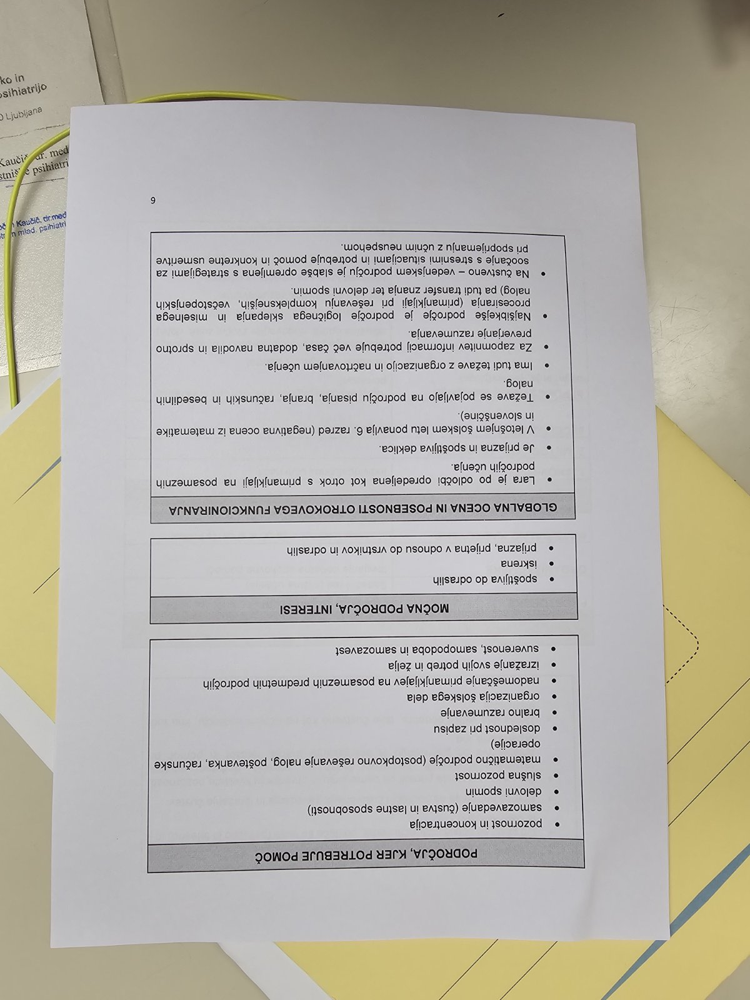 ko in
psihiatrijo
Ljubljana
Kaučič, dr. med
psihiatri
Kaučič, dr.med
mlad. psihiatri
PODROČJA, KJER POTREBUJE POMOČ
• pozornost in koncentracija
• samozavedanje (čustva in lastne sposobnosti)
• delovni spomin
• slušna pozornost
• matematično področje (postopkovno reševanje nalog, poštevanka, računske
operacije)
• doslednost pri zapisu
• bralno razumevanje
• organizacija šolskega dela
• nadomeščanje primanjkljajev na posameznih predmetnih področjih
• izražanje svojih potreb in želja
• suverenost, samopodoba in samozavest
MOČNA PODROČJA, INTERESI
• spoštljiva do odraslih
• iskrena
• prijazna, prijetna v odnosu do vrstnikov in odraslih
GLOBALNA OCENA IN POSEBNOSTI OTROKOVEGA FUNKCIONIRANJA
• Lara je po odločbi opredeljena kot otrok s primanjkljaji na posameznih
področjih učenja.
• Je prijazna in spoštljiva deklica.
• V letošnjem šolskem letu ponavlja 6. razred (negativna ocena iz matematike
in slovenščine).
• Težave se pojavljajo na področju pisanja, branja, računskih in besedilnih
nalog.
• Ima tudi težave z organizacijo in načrtovanjem učenja.
• Za zapomnitev informacij potrebuje več časa, dodatna navodila in sprotno
preverjanje razumevanja.
• Najšibkejše področje je področje logičnega sklepanja in miselnega
procesiranja (primanjkljaji pri reševanju kompleksnejših, večstopenjskih
nalog) pa tudi transfer znanja ter delovni spomin.
• Na čustveno – vedenjskem področju je slabše opremljena s strategijami za
soočanje s stresnimi situacijami in potrebuje pomoč in konkretne usmeritve
pri spoprijemanju z učnim neuspehom.